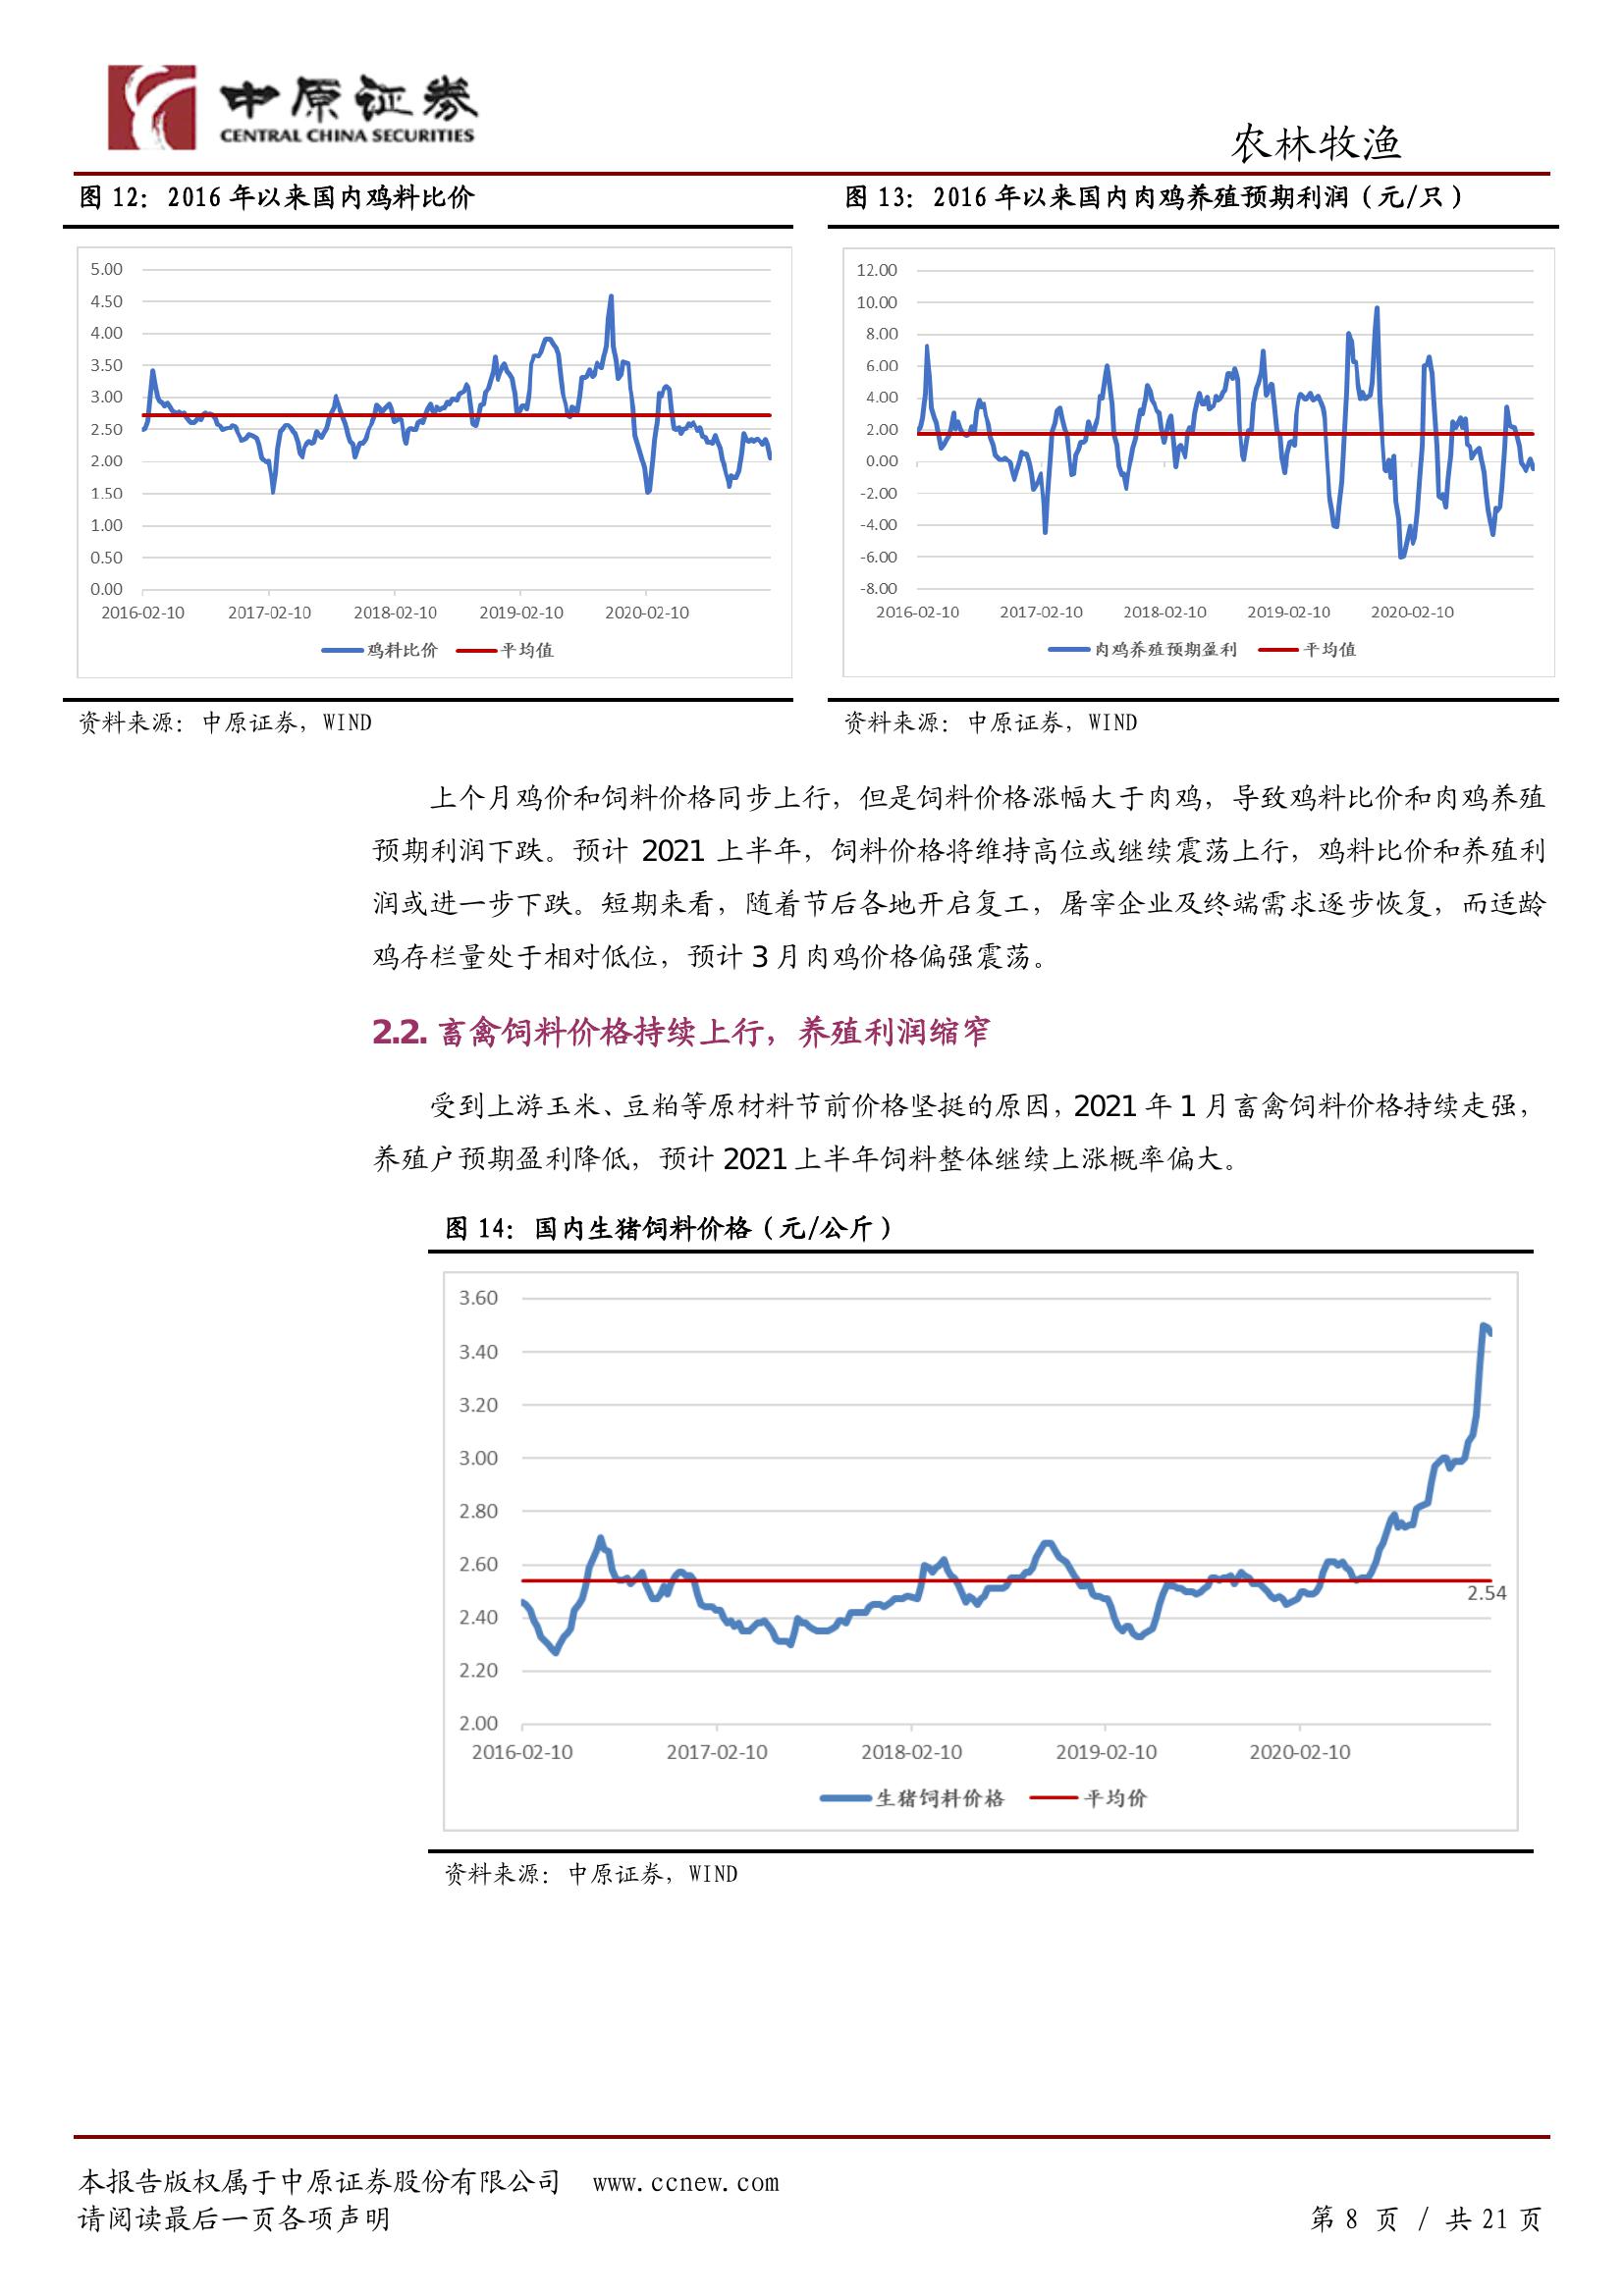 中原证券
CENTRAL CHINA SECURITIES
农林牧渔
图 12：2016 年以来国内鸡料比价
5.00
4.50
4.00
3.50
3.00
2.50
2.00
1.50
1.00
0.50
0.00
2016-02-10 2017-02-10 2018-02-10 2019-02-10 2020-02-10
鸡料比价 平均值
资料来源：中原证券，WIND
图 13：2016 年以来国内肉鸡养殖预期利润（元/只）
12.00
10.00
8.00
6.00
4.00
2.00
0.00
-2.00
-4.00
-6.00
-8.00
2016-02-10 2017-02-10 2018-02-10 2019-02-10 2020-02-10
肉鸡养殖预期盈利 平均值
资料来源：中原证券，WIND
上个月鸡价和饲料价格同步上行，但是饲料价格涨幅大于肉鸡，导致鸡料比价和肉鸡养殖
预期利润下跌。预计 2021 上半年，饲料价格将维持高位或继续震荡上行，鸡料比价和养殖利
润或进一步下跌。短期来看，随着节后各地开启复工，屠宰企业及终端需求逐步恢复，而适龄
鸡存栏量处于相对低位，预计 3 月肉鸡价格偏强震荡。
2.2. 畜禽饲料价格持续上行，养殖利润缩窄
受到上游玉米、豆粕等原材料节前价格坚挺的原因，2021 年 1 月畜禽饲料价格持续走强，
养殖户预期盈利降低，预计 2021 上半年饲料整体继续上涨概率偏大。
图 14：国内生猪饲料价格（元/公斤）
3.60
3.40
3.20
3.00
2.80
2.60
2.40
2.20
2.00
2.54
2016-02-10 2017-02-10 2018-02-10 2019-02-10 2020-02-10
生猪饲料价格 平均价
资料来源：中原证券，WIND
本报告版权属于中原证券股份有限公司 www.ccnew.com
请阅读最后一页各项声明
第 8 页 / 共 21 页